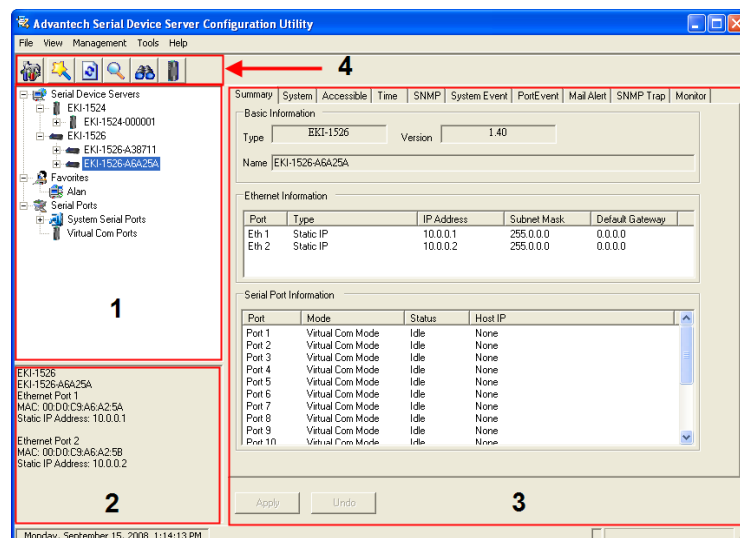 Advantech Serial Device Server Configuration Utility
File View Management Tools Help
4
Serial Device Servers
EKI-1524
EKI-1524-000001
EKI-1526
EKI-1526-A38711
EKI-1526-A6A25A
Favorites
Alan
Serial Ports
System Serial Ports
Virtual Com Ports
1
EKI-1526
EKI-1526-A6A25A
Ethernet Port 1
MAC: 00:D0:C9:A6:A2:5A
Static IP Address: 10.0.0.1
Ethernet Port 2
MAC: 00:D0:C9:A6:A2:5B
Static IP Address: 10.0.0.2
2
Summary System Accessible Time SNMP System Event PortEvent Mail Alert SNMP Trap Monitor
Basic Information
Type EKI-1526 Version 1.40
Name EKI-1526-A6A25A
Ethernet Information
Port Type IP Address Subnet Mask Default Gateway
Eth 1 Static IP 10.0.0.1 255.0.0.0 0.0.0.0
Eth 2 Static IP 10.0.0.2 255.0.0.0 0.0.0.0
Serial Port Information
Port Mode Status Host IP
Port 1 Virtual Com Mode Idle None
Port 2 Virtual Com Mode Idle None
Port 3 Virtual Com Mode Idle None
Port 4 Virtual Com Mode Idle None
Port 5 Virtual Com Mode Idle None
Port 6 Virtual Com Mode Idle None
Port 7 Virtual Com Mode Idle None
Port 8 Virtual Com Mode Idle None
Port 9 Virtual Com Mode Idle None
Port 10 Virtual Com Mode Idle None
Apply Undo
3
Monday, September 15, 2008 1:14:13 PM